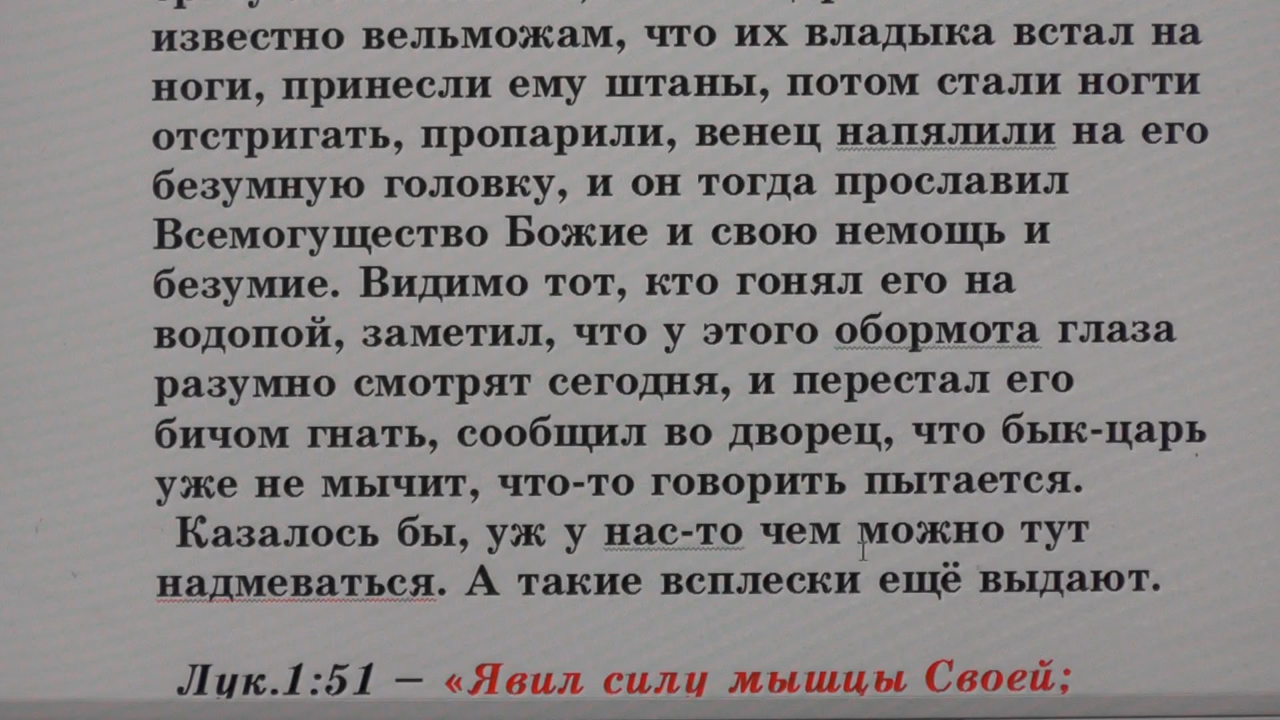 известно вельможам, что их владыка встал на
ноги, принесли ему штаны, потом стали ногти
отстригать, пропарили, венец напялили на его
безумную головку, и он тогда прославил
Всемогущество Божие и свою немощь и
безумие. Видимо тот, кто гонял его на
водопой, заметил, что у этого обормота глаза
разумно смотрят сегодня, и перестал его
бичом гнать, сообщил во дворец, что бык-царь
уже не мычит, что-то говорить пытается.
Казалось бы, уж у нас-то чем можно тут
надмеваться. А такие всплески ещё выдают.
Лук.1:51 – «Явил силу мышцы Своей;